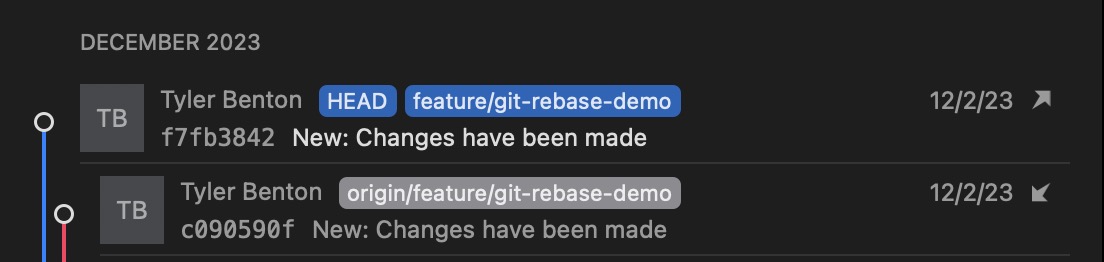 DECEMBER 2023
TB Tyler Benton HEAD feature/git-rebase-demo 12/2/23
f7fb3842 New: Changes have been made
TB Tyler Benton origin/feature/git-rebase-demo 12/2/23
c090590f New: Changes have been made